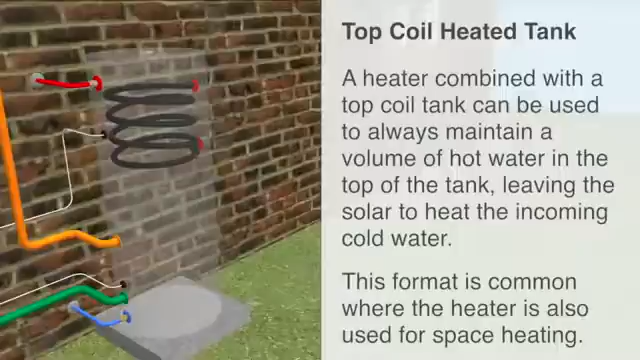 Top Coil Heated Tank
A heater combined with a
top coil tank can be used
to always maintain a
volume of hot water in the
top of the tank, leaving the
solar to heat the incoming
cold water.
This format is common
where the heater is also
used for space heating.